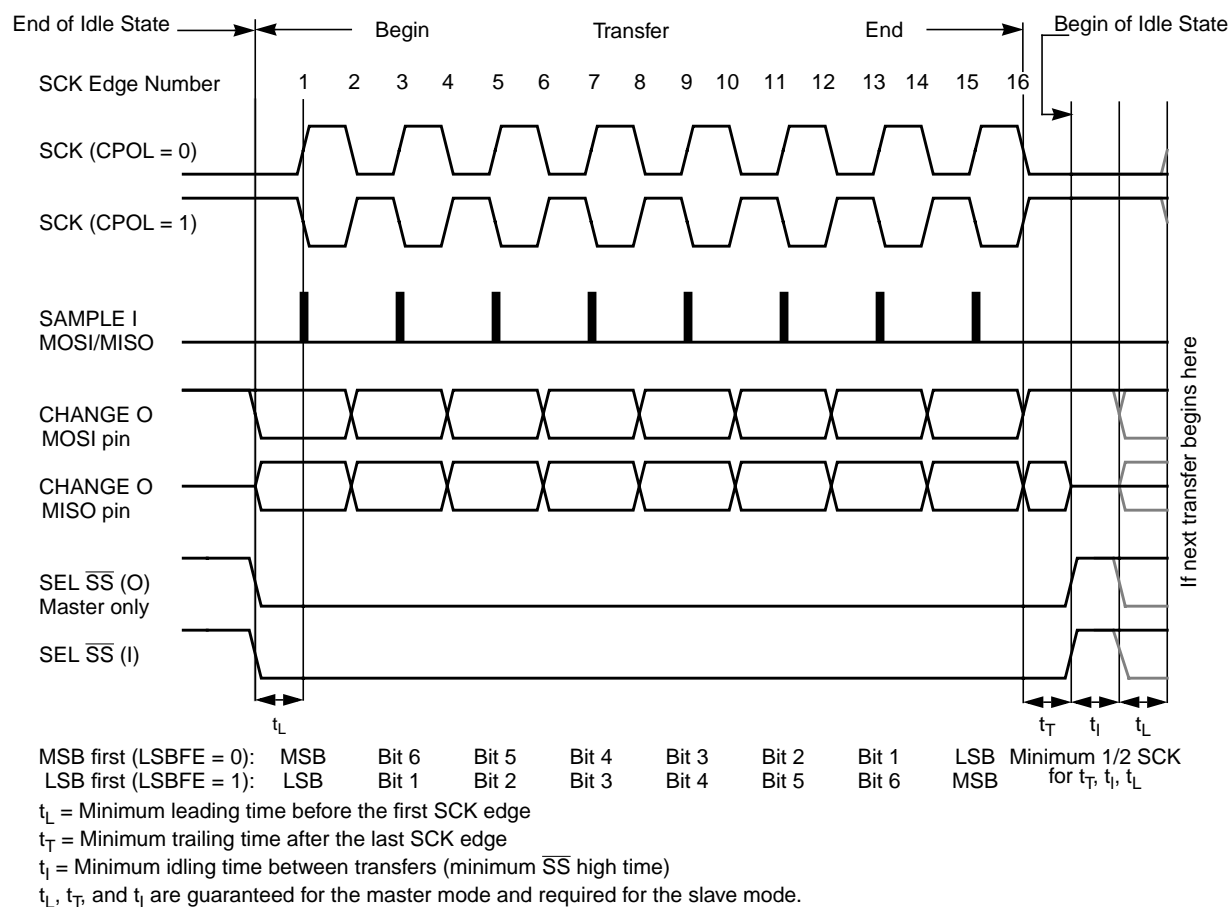 End of Idle State
Begin
Transfer
End
Begin of Idle State
SCK Edge Number
1 2 3 4 5 6 7 8 9 10 11 12 13 14 15 16
SCK (CPOL = 0)
SCK (CPOL = 1)
SAMPLE I
MOSI/MISO
CHANGE O
MOSI pin
CHANGE O
MISO pin
SEL SS (O)
Master only
SEL SS (I)
If next transfer begins here
tL
tT tI tL
MSB first (LSBFE = 0): MSB Bit 6 Bit 5 Bit 4 Bit 3 Bit 2 Bit 1 LSB Minimum 1/2 SCK
LSB first (LSBFE = 1): LSB Bit 1 Bit 2 Bit 3 Bit 4 Bit 5 Bit 6 MSB for tT, tI, tL
tL = Minimum leading time before the first SCK edge
tT = Minimum trailing time after the last SCK edge
tI = Minimum idling time between transfers (minimum SS high time)
tL, tT, and tI are guaranteed for the master mode and required for the slave mode.